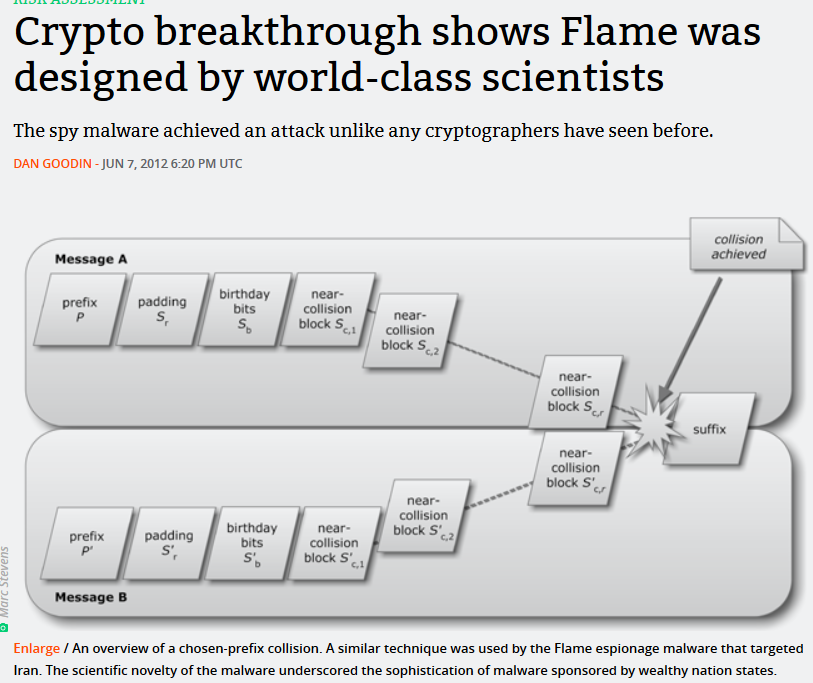 RISK ASSESSMENT
Crypto breakthrough shows Flame was
designed by world-class scientists
The spy malware achieved an attack unlike any cryptographers have seen before.
DAN GOODIN - JUN 7, 2012 6:20 PM UTC
collision
achieved
Message A
prefix
P
padding
Sr
birthday
bits
Sb
near-
collision
block Sc,1
near-
collision
block Sc,2
near-
collision
block Sc,r
suffix
near-
collision
block S'c,r
near-
collision
block S'c,2
prefix
P'
padding
S'r
birthday
bits
S'b
near-
collision
block S'c,1
Message B
Marc Stevens
Enlarge / An overview of a chosen-prefix collision. A similar technique was used by the Flame espionage malware that targeted
Iran. The scientific novelty of the malware underscored the sophistication of malware sponsored by wealthy nation states.